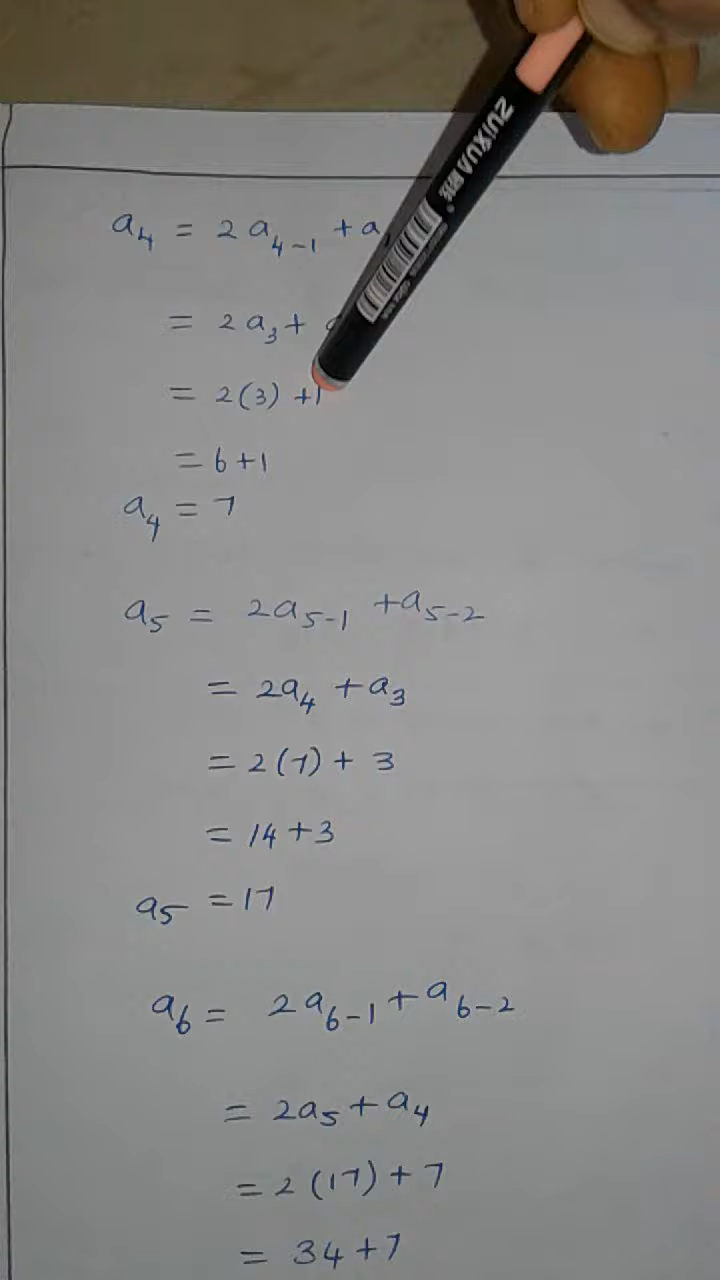 ZUIXUA
a₄ = 2a₄₋₁ + a
= 2a₃ +
= 2(3) + 1
= 6 + 1
a₄ = 7
a₅ = 2a₅₋₁ + a₅₋₂
= 2a₄ + a₃
= 2(7) + 3
= 14 + 3
a₅ = 17
a₆ = 2a₆₋₁ + a₆₋₂
= 2a₅ + a₄
= 2(17) + 7
= 34 + 7